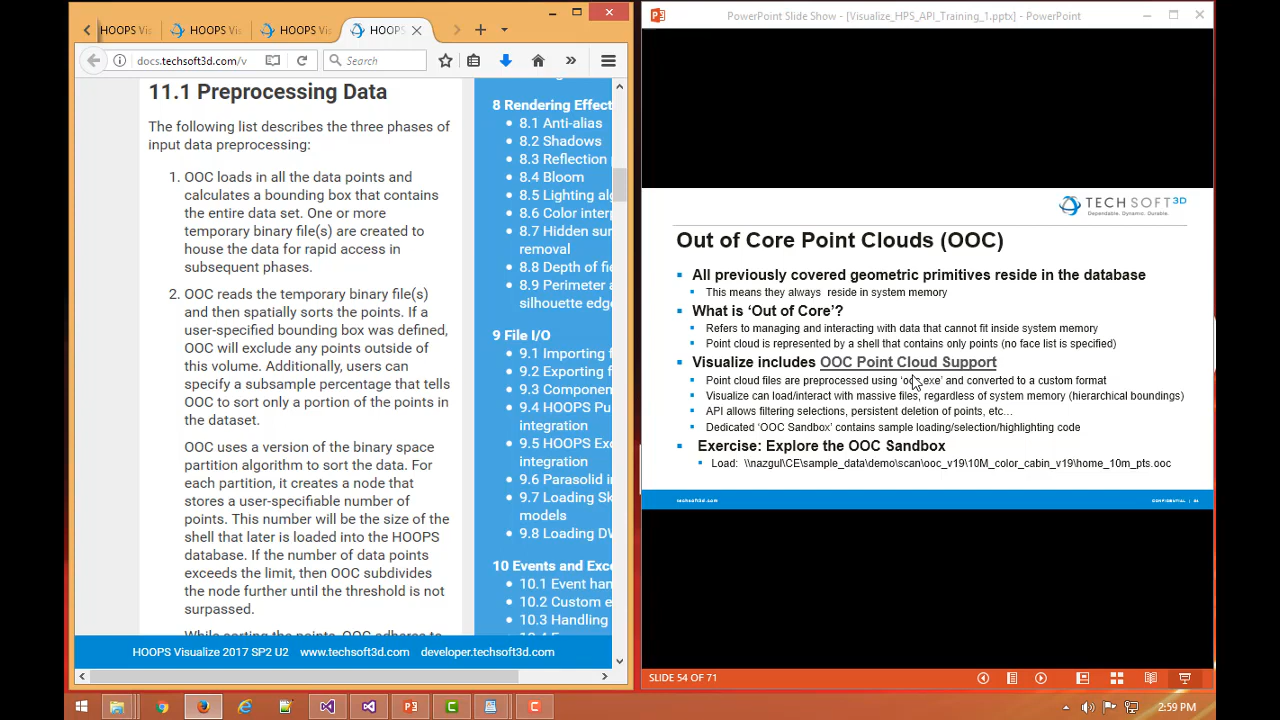 HOOPS Vis
HOOPS Vis
HOOPS Vis
HOOPS
docs.techsoft3d.com/v
Search
11.1 Preprocessing Data
The following list describes the three phases of
input data preprocessing:
1. OOC loads in all the data points and
calculates a bounding box that contains
the entire data set. One or more
temporary binary file(s) are created to
house the data for rapid access in
subsequent phases.
2. OOC reads the temporary binary file(s)
and then spatially sorts the points. If a
user-specified bounding box was defined,
OOC will exclude any points outside of
this volume. Additionally, users can
specify a subsample percentage that tells
OOC to sort only a portion of the points in
the dataset.
OOC uses a version of the binary space
partition algorithm to sort the data. For
each partition, it creates a node that
stores a user-specifiable number of
points. This number will be the size of the
shell that later is loaded into the HOOPS
database. If the number of data points
exceeds the limit, then OOC subdivides
the node further until the threshold is not
surpassed.
While sorting the points, OOC adheres to
8 Rendering Effect
8.1 Anti-alias
8.2 Shadows
8.3 Reflection
8.4 Bloom
8.5 Lighting alg
8.6 Color interp
8.7 Hidden sur
removal
8.8 Depth of fie
8.9 Perimeter a
silhouette edge
9 File I/O
9.1 Importing f
9.2 Exporting f
9.3 Component
9.4 HOOPS Pu
integration
9.5 HOOPS Exc
integration
9.6 Parasolid in
9.7 Loading Sk
models
9.8 Loading DW
10 Events and Exce
10.1 Event han
10.2 Custom e
10.3 Handling
HOOPS Visualize 2017 SP2 U2 www.techsoft3d.com developer.techsoft3d.com
PowerPoint Slide Show - [Visualize_HPS_API_Training_1.pptx] - PowerPoint
TECH SOFT 3D
Dependable. Dynamic. Durable.
Out of Core Point Clouds (OOC)
All previously covered geometric primitives reside in the database
This means they always reside in system memory
What is ‘Out of Core’?
Refers to managing and interacting with data that cannot fit inside system memory
Point cloud is represented by a shell that contains only points (no face list is specified)
Visualize includes OOC Point Cloud Support
Point cloud files are preprocessed using ‘ooc.exe’ and converted to a custom format
Visualize can load/interact with massive files, regardless of system memory (hierarchical boundings)
API allows filtering selections, persistent deletion of points, etc…
Dedicated ‘OOC Sandbox’ contains sample loading/selection/highlighting code
Exercise: Explore the OOC Sandbox
Load: \\nazgul\CE\sample_data\demo\scan\ooc_v19\10M_color_cabin_v19\home_10m_pts.ooc
techsoft3d.com
CONFIDENTIAL | 54
SLIDE 54 OF 71
2:59 PM